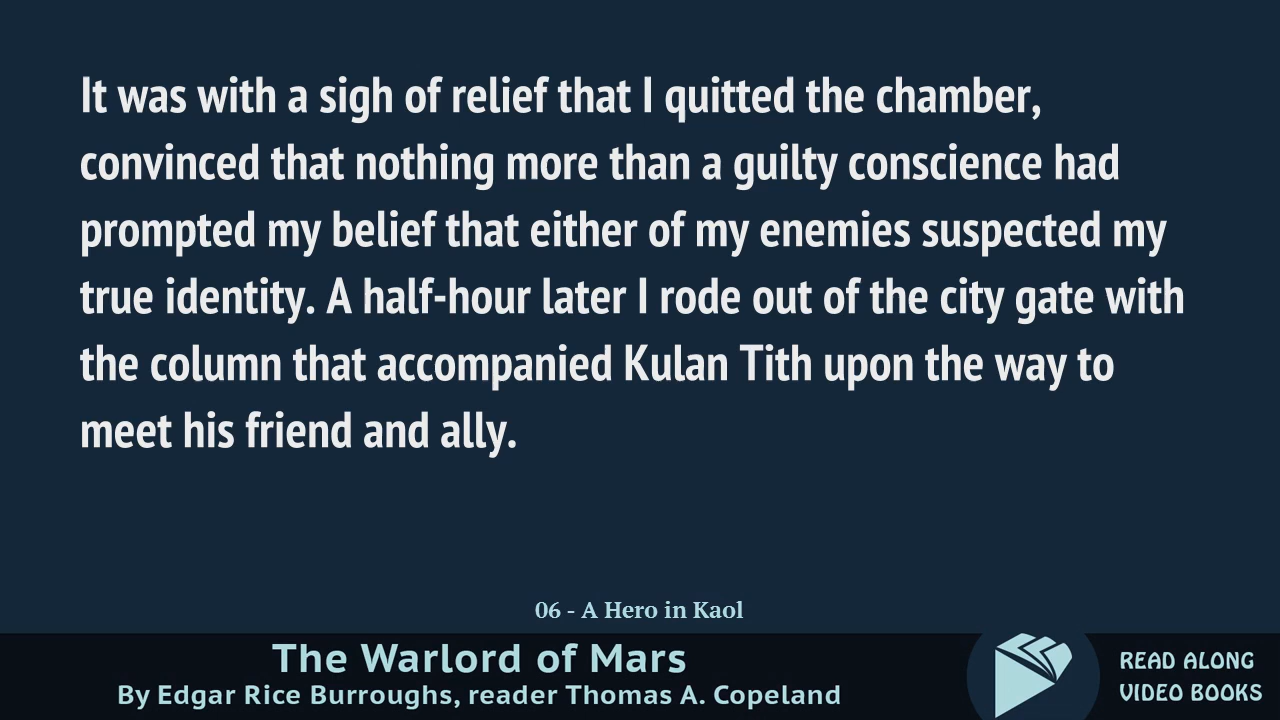 It was with a sigh of relief that I quitted the chamber,
convinced that nothing more than a guilty conscience had
prompted my belief that either of my enemies suspected my
true identity. A half-hour later I rode out of the city gate with
the column that accompanied Kulan Tith upon the way to
meet his friend and ally.
06 - A Hero in Kaol
The Warlord of Mars
By Edgar Rice Burroughs, reader Thomas A. Copeland
READ ALONG
VIDEO BOOKS